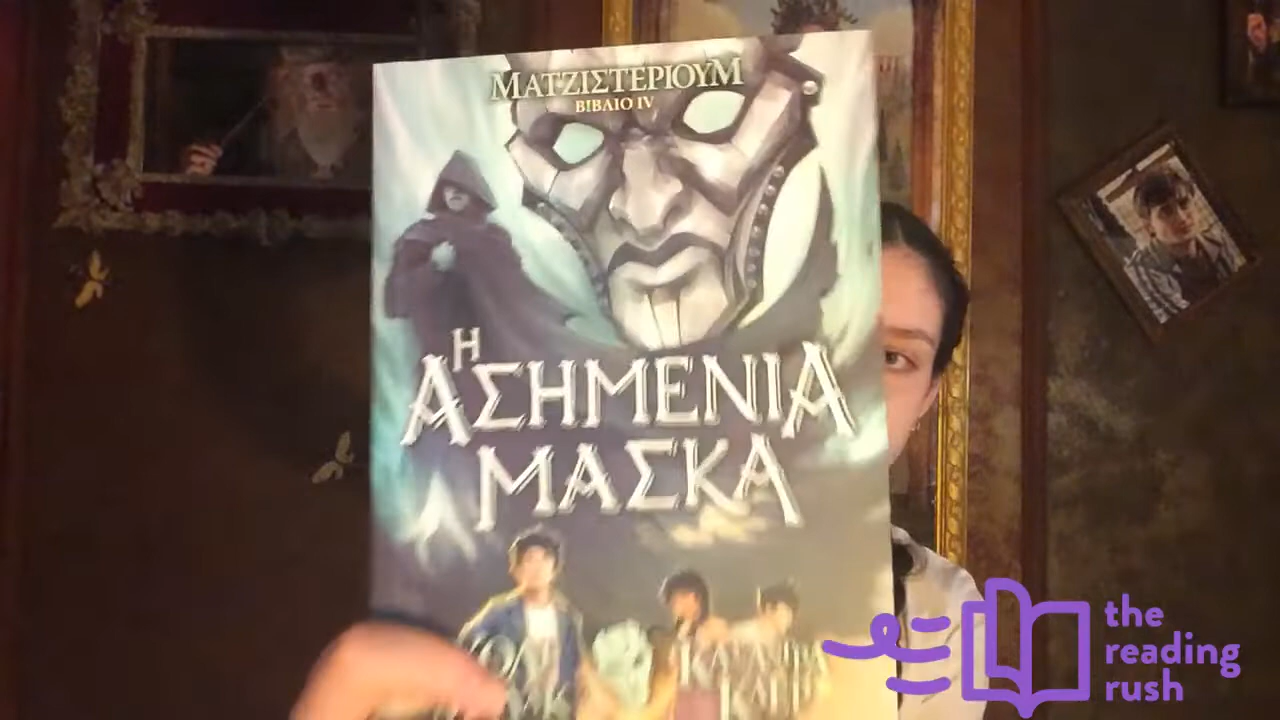 ΜΑΤΖΙΣΤΕΡΙΟΥΜ
ΒΙΒΛΙΟ IV
Η
ΑΣΗΜΕΝΙΑ
ΜΑΣΚΑ
the
reading
rush